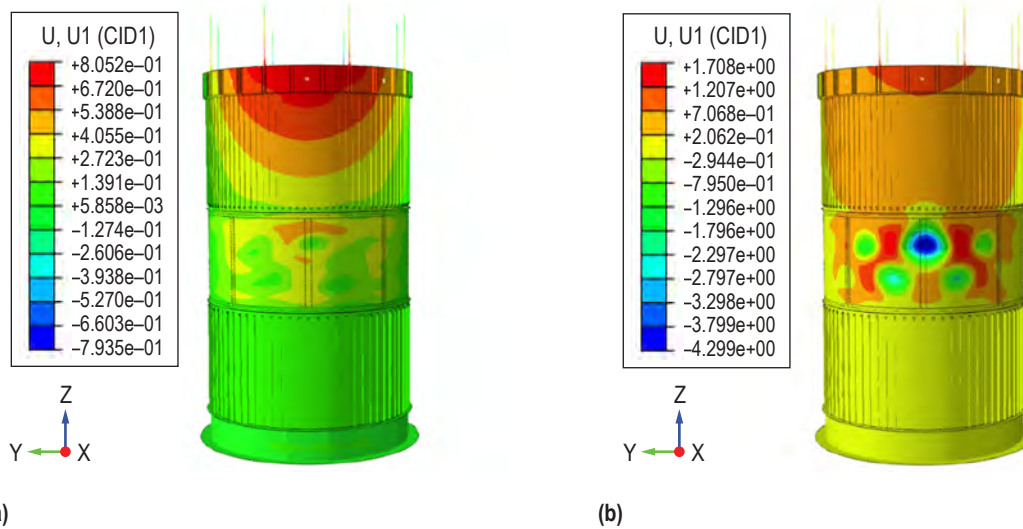 U, U1 (CID1)
+8.052e–01
+6.720e–01
+5.388e–01
+4.055e–01
+2.723e–01
+1.391e–01
+5.858e–03
–1.274e–01
–2.606e–01
–3.938e–01
–5.270e–01
–6.603e–01
–7.935e–01
Z
Y
X
a)
U, U1 (CID1)
+1.708e+00
+1.207e+00
+7.068e–01
+2.062e–01
–2.944e–01
–7.950e–01
–1.296e+00
–1.796e+00
–2.297e+00
–2.797e+00
–3.298e+00
–3.799e+00
–4.299e+00
Z
Y
X
(b)